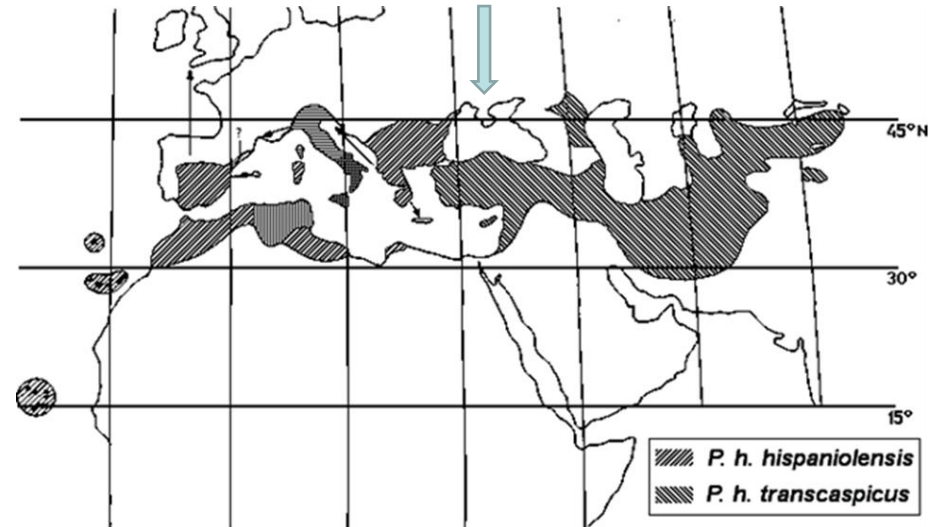 ?
45°N
30°
15°
P. h. hispaniolensis
P. h. transcaspicus